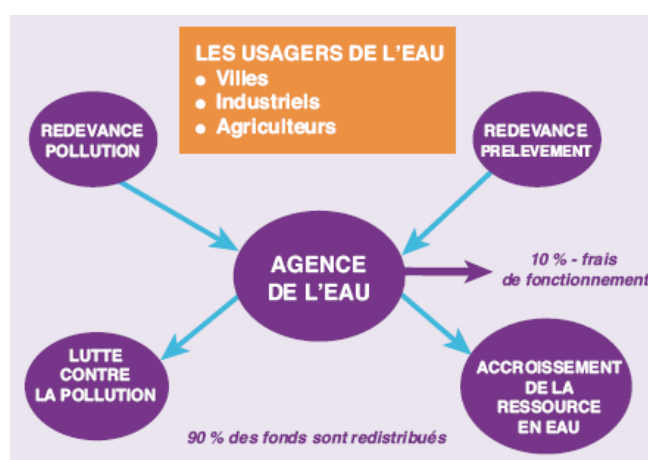 LES USAGERS DE L'EAU
● Villes
● Industriels
● Agriculteurs
REDEVANCE
POLLUTION
REDEVANCE
PRELEVEMENT
AGENCE
DE L'EAU
10 % - frais
de fonctionnement
LUTTE
CONTRE
LA POLLUTION
ACCROISSEMENT
DE LA
RESSOURCE
EN EAU
90 % des fonds sont redistribués